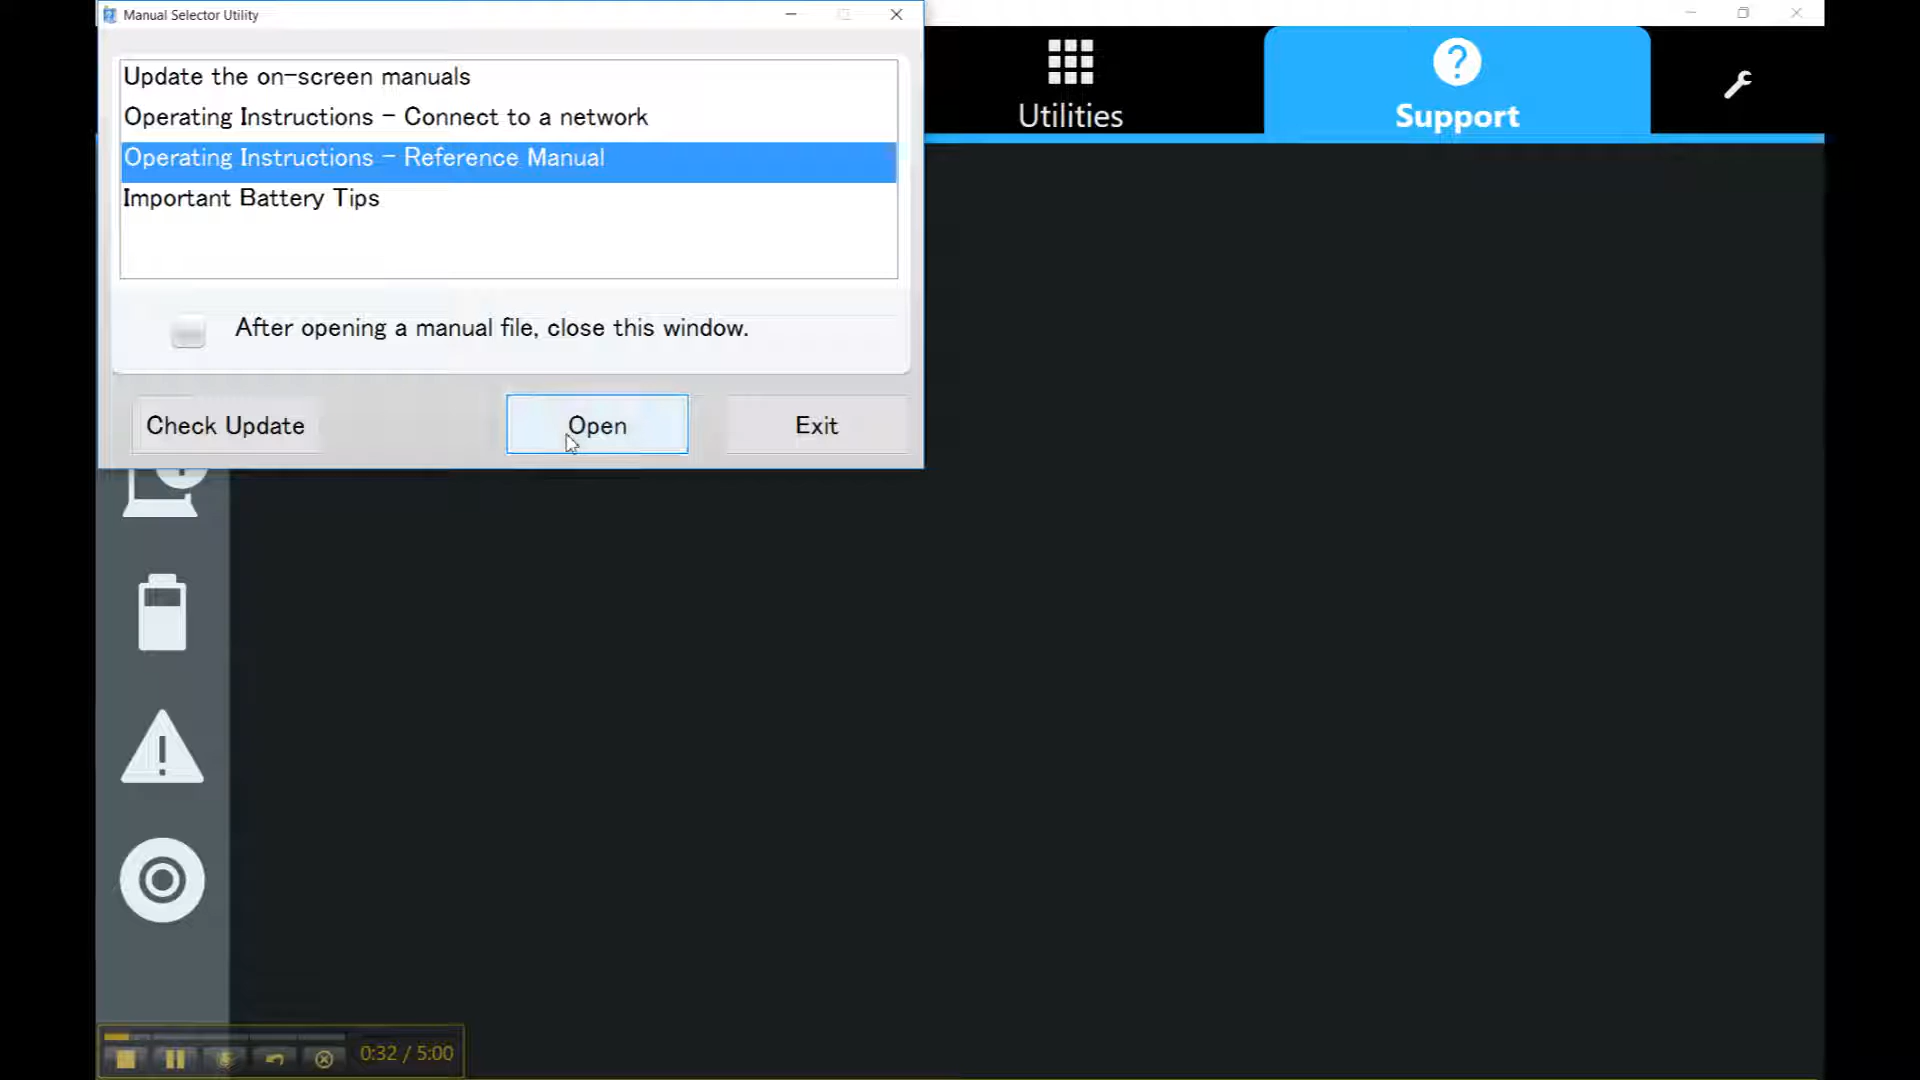 Manual Selector Utility
Update the on-screen manuals
Operating Instructions - Connect to a network
Operating Instructions - Reference Manual
Important Battery Tips
After opening a manual file, close this window.
Check Update
Open
Exit
Utilities
Support
0:32 / 5:00